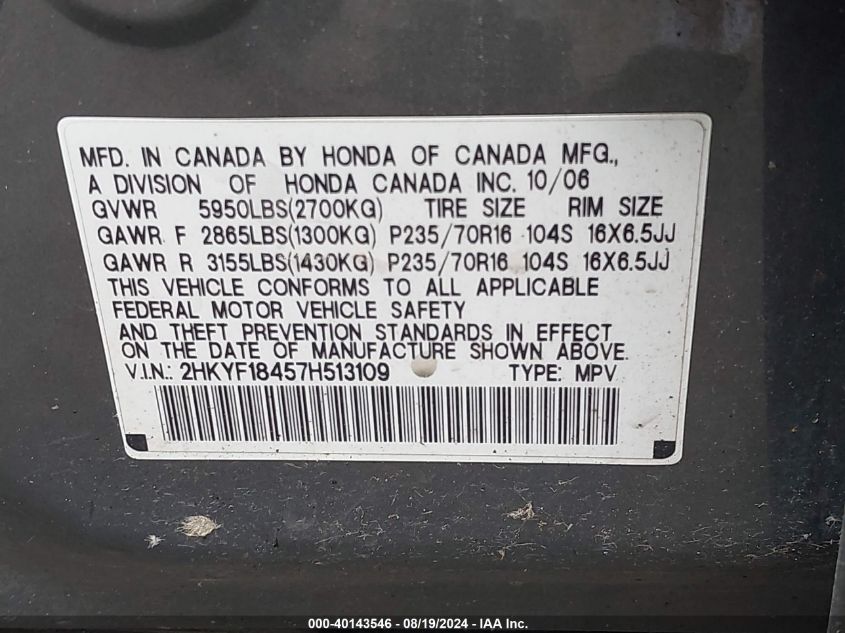 MFD. IN CANADA BY HONDA OF CANADA MFG.,
A DIVISION OF HONDA CANADA INC. 10/06
GVWR 5950LBS(2700KG) TIRE SIZE RIM SIZE
GAWR F 2865LBS(1300KG) P235/70R16 104S 16X6.5JJ
GAWR R 3155LBS(1430KG) P235/70R16 104S 16X6.5JJ
THIS VEHICLE CONFORMS TO ALL APPLICABLE
FEDERAL MOTOR VEHICLE SAFETY
AND THEFT PREVENTION STANDARDS IN EFFECT
ON THE DATE OF MANUFACTURE SHOWN ABOVE.
V.I.N.: 2HKYF18457H513109 TYPE: MPV
000-40143546 - 08/19/2024 - IAA Inc.